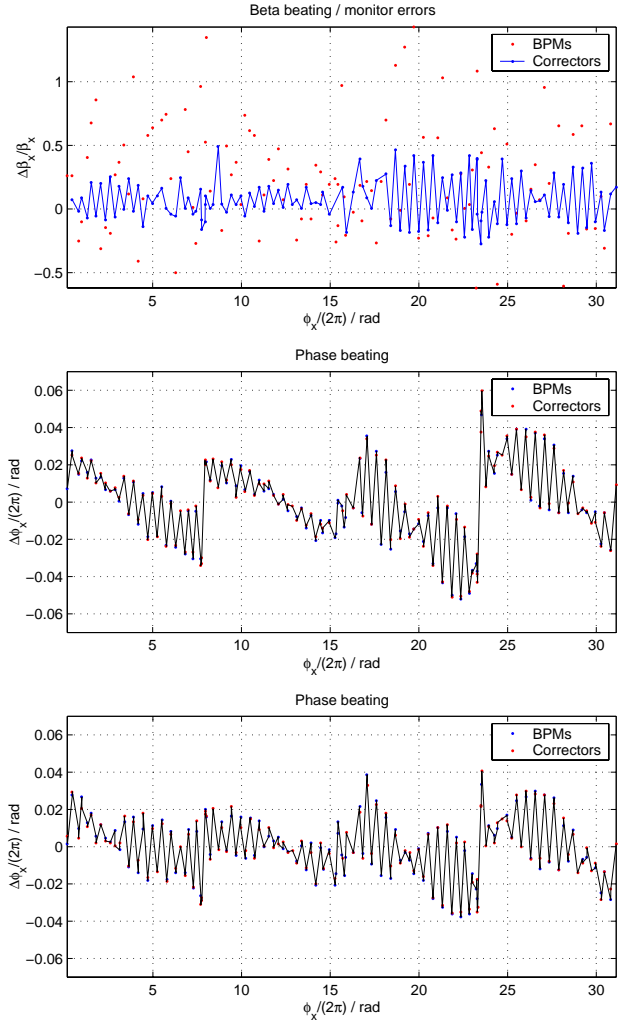 Beta beating / monitor errors
Δβx/βx
1
0.5
0
−0.5
BPMs
Correctors
5
10
15
20
25
30
ϕx/(2π) / rad
Phase beating
Δϕx/(2π) / rad
0.06
0.04
0.02
0
−0.02
−0.04
−0.06
BPMs
Correctors
5
10
15
20
25
30
ϕx/(2π) / rad
Phase beating
Δϕx/(2π) / rad
0.06
0.04
0.02
0
−0.02
−0.04
−0.06
BPMs
Correctors
5
10
15
20
25
30
ϕx/(2π) / rad